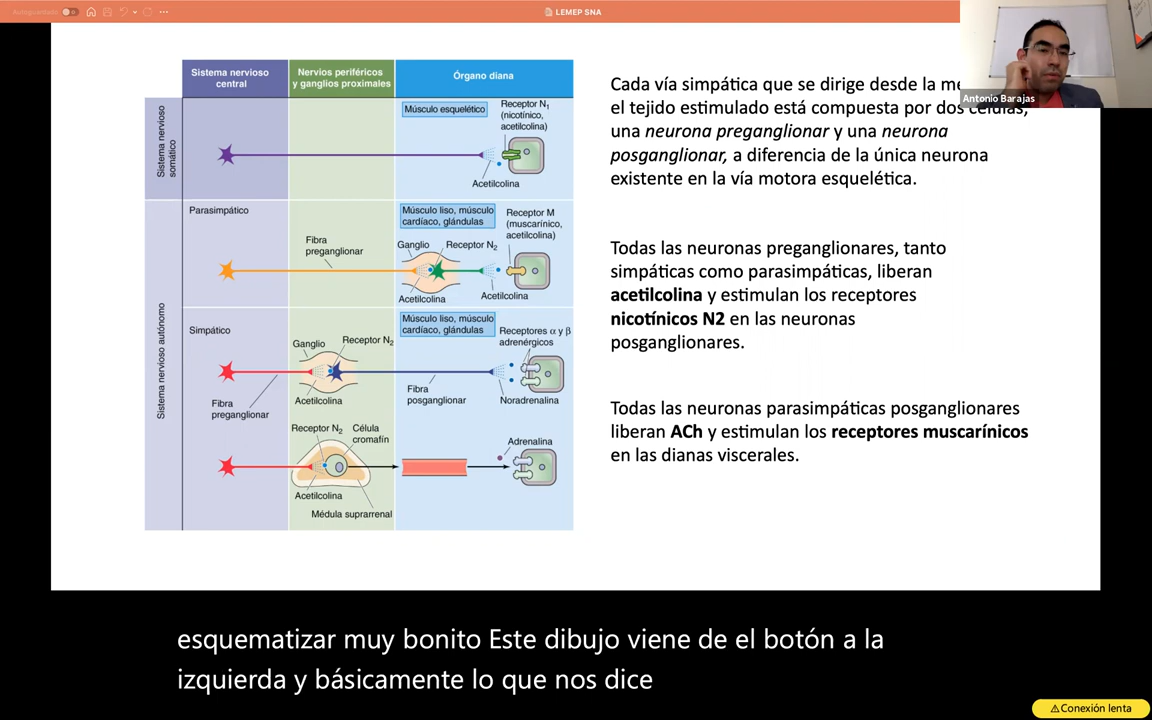 Autoguardado
LEMEP SNA
Antonio Barajas
Sistema nervioso
central
Nervios periféricos
y ganglios proximales
Órgano diana
Sistema nervioso
somático
Músculo esquelético
Receptor N1
(nicotínico,
acetilcolina)
Acetilcolina
Sistema nervioso autónomo
Parasimpático
Fibra
preganglionar
Músculo liso, músculo
cardíaco, glándulas
Receptor M
(muscarínico,
acetilcolina)
Ganglio
Receptor N2
Acetilcolina
Acetilcolina
Simpático
Fibra
preganglionar
Ganglio
Receptor N2
Acetilcolina
Músculo liso, músculo
cardíaco, glándulas
Receptores α y β
adrenérgicos
Fibra
posganglionar
Noradrenalina
Receptor N2
Célula
cromafín
Acetilcolina
Médula suprarrenal
Adrenalina
Cada vía simpática que se dirige desde la me
el tejido estimulado está compuesta por dos células,
una neurona preganglionar y una neurona
posganglionar, a diferencia de la única neurona
existente en la vía motora esquelética.
Todas las neuronas preganglionares, tanto
simpáticas como parasimpáticas, liberan
acetilcolina y estimulan los receptores
nicotínicos N2 en las neuronas
posganglionares.
Todas las neuronas parasimpáticas posganglionares
liberan ACh y estimulan los receptores muscarínicos
en las dianas viscerales.
esquematizar muy bonito Este dibujo viene de el botón a la
izquierda y básicamente lo que nos dice
Conexión lenta